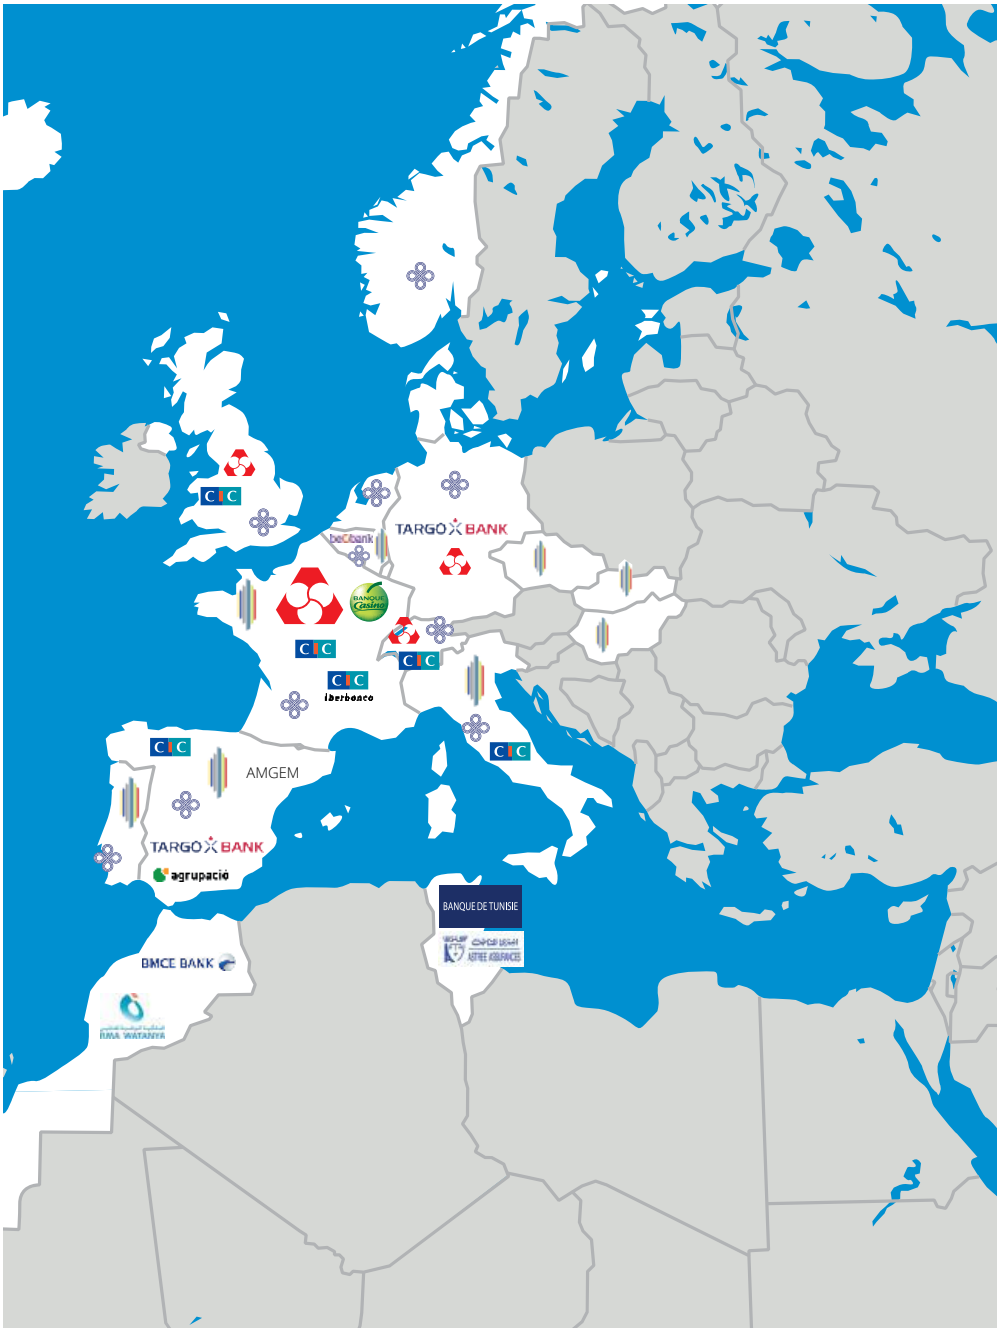 CIC
beobank
TARGO BANK
BANQUE
Casino
CIC
CIC
CIC
iberbanco
CIC
CIC
AMGEM
TARGO BANK
agrupació
BANQUE DE TUNISIE
ASTREE ASSURANCES
BMCE BANK
RMA WATANYA